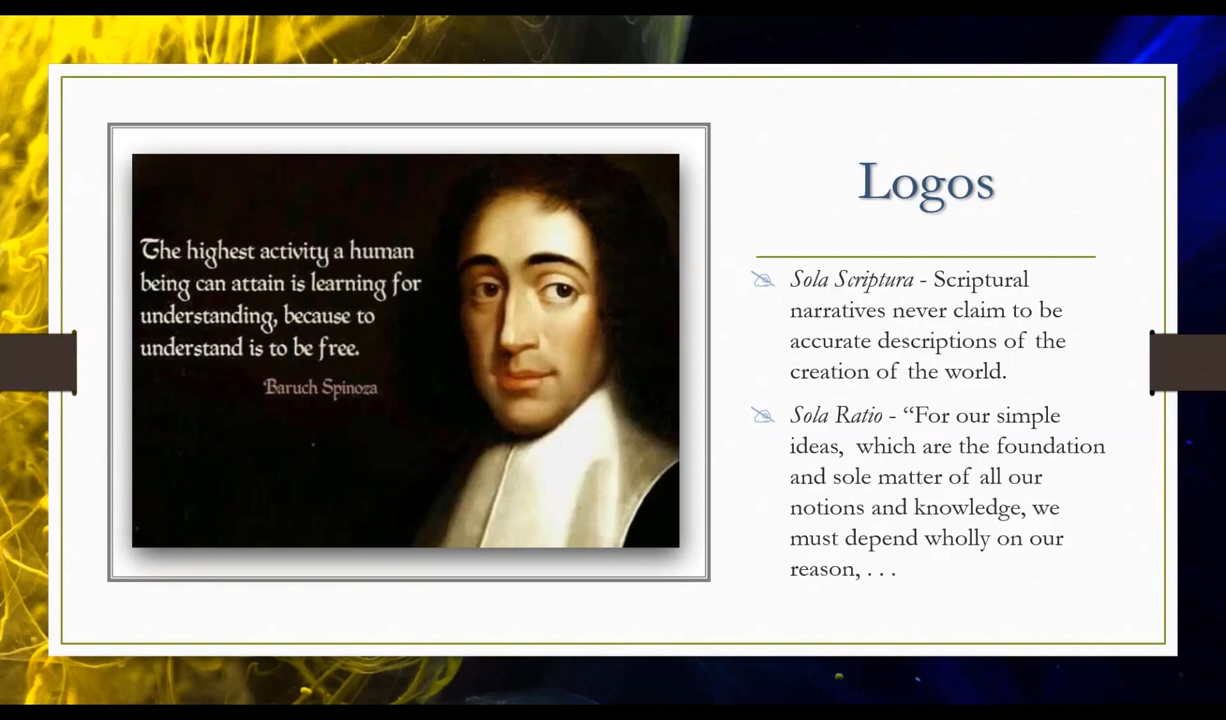 The highest activity a human
being can attain is learning for
understanding, because to
understand is to be free.
Baruch Spinoza
Logos
Sola Scriptura - Scriptural
narratives never claim to be
accurate descriptions of the
creation of the world.
Sola Ratio - “For our simple
ideas, which are the foundation
and sole matter of all our
notions and knowledge, we
must depend wholly on our
reason, . . .